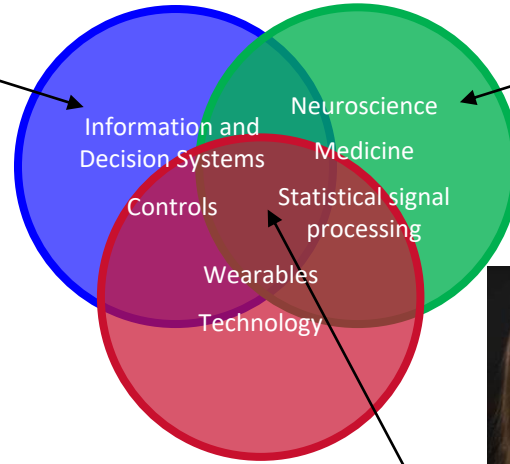 Neuroscience
Information and
Decision Systems
Medicine
Controls
Statistical signal
processing
Wearables
Technology